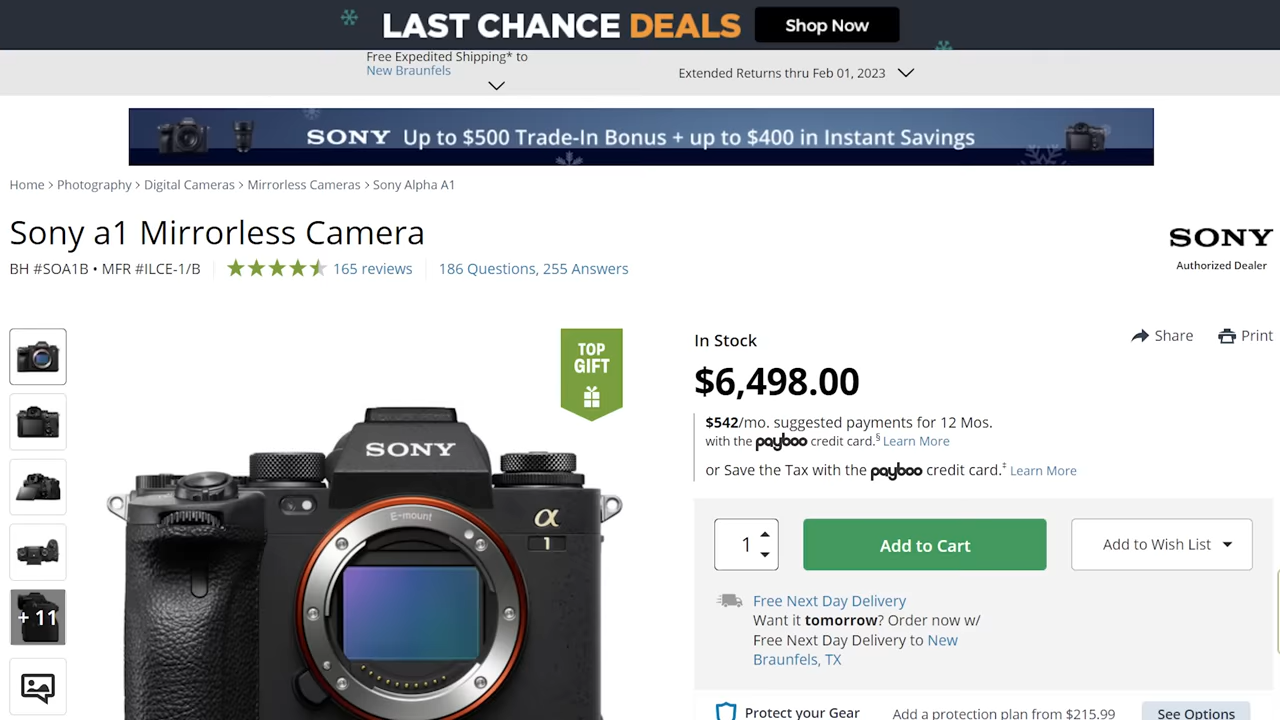 LAST CHANCE DEALS
Shop Now
Free Expedited Shipping* to
New Braunfels
Extended Returns thru Feb 01, 2023
SONY Up to $500 Trade-In Bonus + up to $400 in Instant Savings
Home > Photography > Digital Cameras > Mirrorless Cameras > Sony Alpha A1
Sony a1 Mirrorless Camera
BH #SOA1B • MFR #ILCE-1/B
165 reviews
186 Questions, 255 Answers
SONY
Authorized Dealer
TOP
GIFT
SONY
E-mount
α
1
+ 11
In Stock
Share
Print
$6,498.00
$542/mo. suggested payments for 12 Mos.
with the payboo credit card.§ Learn More
or Save the Tax with the payboo credit card.‡ Learn More
1
Add to Cart
Add to Wish List
Free Next Day Delivery
Want it tomorrow? Order now w/
Free Next Day Delivery to New
Braunfels, TX
Protect your Gear
Add a protection plan from $215.99
See Options